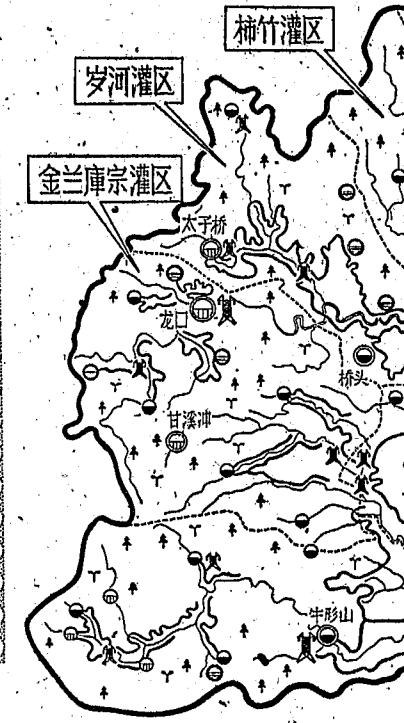 柿竹灌区
岁河灌区
金兰庫宗灌区
太子桥
龙口
桥头
甘溪冲
牛形山